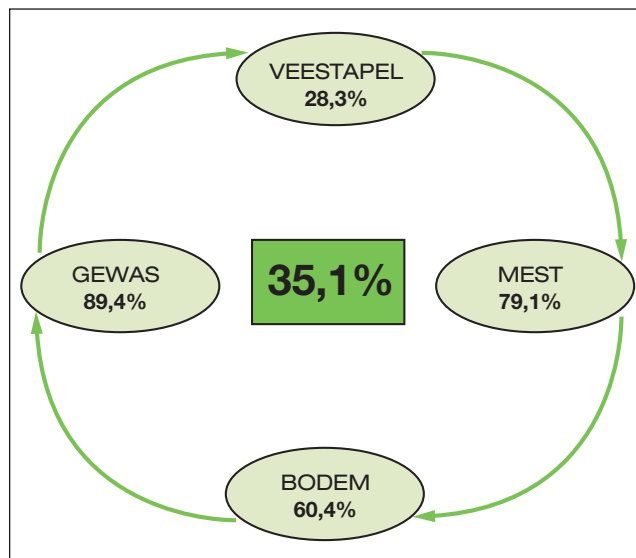 VEESTAPEL
28,3%
GEWAS
89,4%
35,1%
MEST
79,1%
BODEM
60,4%